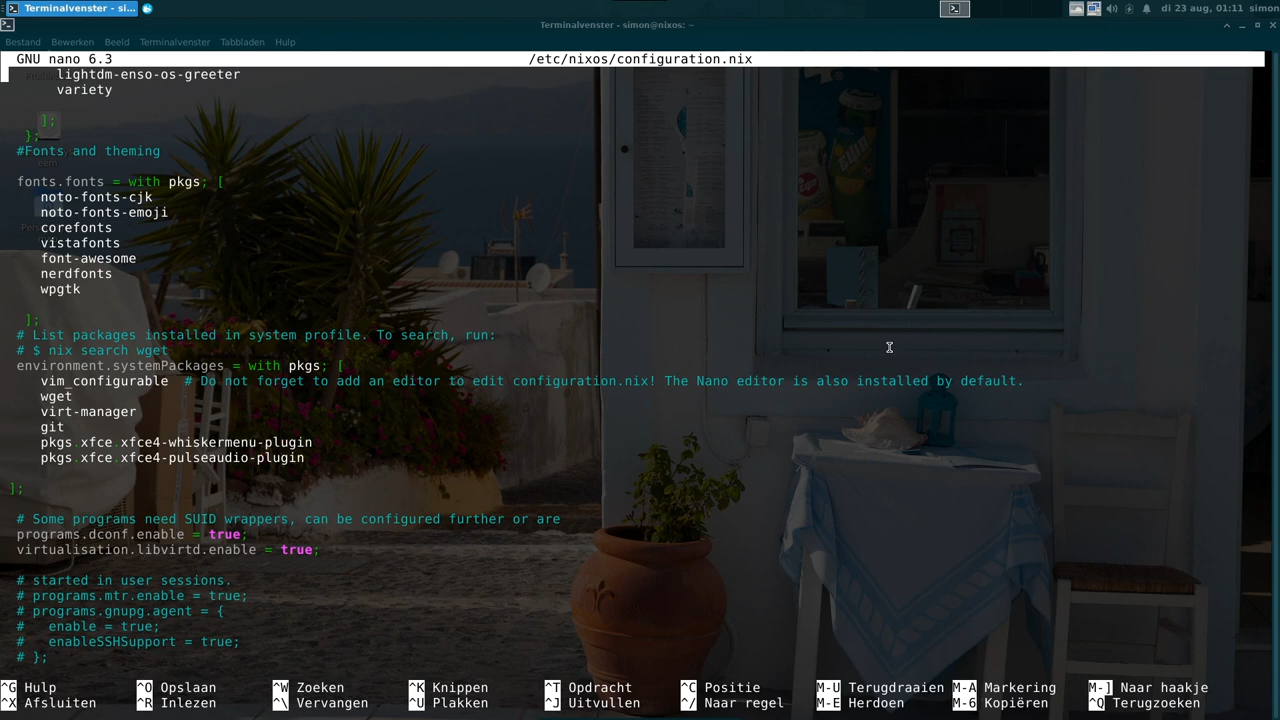 Terminalvenster - si...
di 23 aug, 01:11 simon
Terminalvenster - simon@nixos: ~
Bestand Bewerken Beeld Terminalvenster Tabbladen Hulp
GNU nano 6.3 /etc/nixos/configuration.nix
lightdm-enso-os-greeter
variety
];
};
#Fonts and theming
fonts.fonts = with pkgs; [
noto-fonts-cjk
noto-fonts-emoji
corefonts
vistafonts
font-awesome
nerdfonts
wpgtk
];
# List packages installed in system profile. To search, run:
# $ nix search wget
environment.systemPackages = with pkgs; [
vim_configurable # Do not forget to add an editor to edit configuration.nix! The Nano editor is also installed by default.
wget
virt-manager
git
pkgs.xfce.xfce4-whiskermenu-plugin
pkgs.xfce.xfce4-pulseaudio-plugin
];
# Some programs need SUID wrappers, can be configured further or are
programs.dconf.enable = true;
virtualisation.libvirtd.enable = true;
# started in user sessions.
# programs.mtr.enable = true;
# programs.gnupg.agent = {
#   enable = true;
#   enableSSHSupport = true;
# };
^G Hulp ^O Opslaan ^W Zoeken ^K Knippen ^T Opdracht ^C Positie M-U Terugdraaien M-A Markering M-] Naar haakje
^X Afsluiten ^R Inlezen ^\ Vervangen ^U Plakken ^J Uitvullen ^/ Naar regel M-E Herdoen M-6 Kopiëren ^Q Terugzoeken